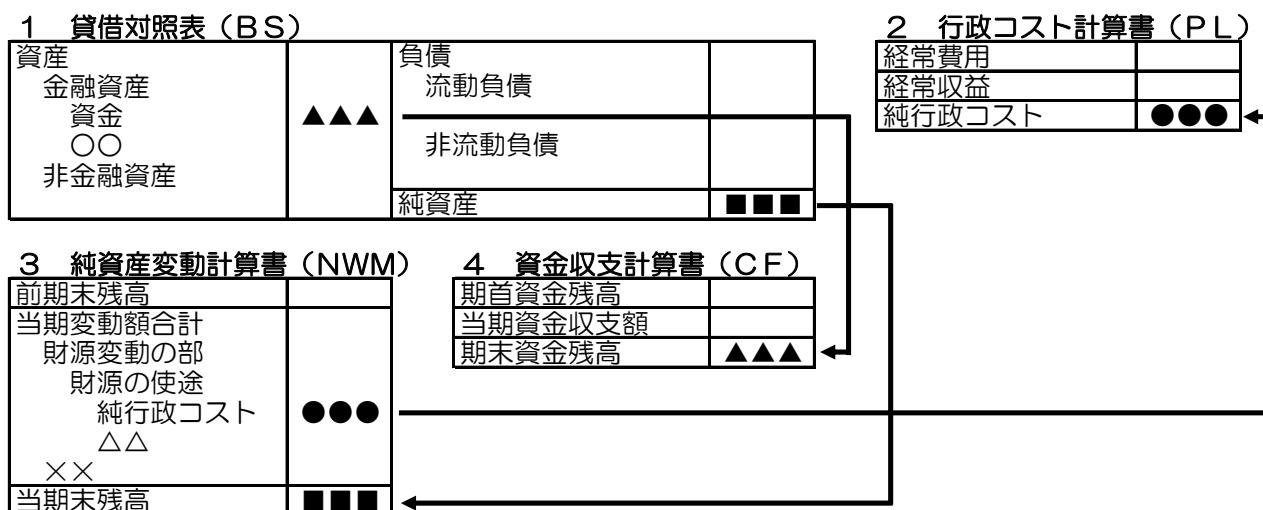 1　貸借対照表（BS）
資産
金融資産
資金 ▲▲▲
○○
非金融資産
負債
流動負債
非流動負債
純資産 ■■■
2　行政コスト計算書（PL）
経常費用
経常収益
純行政コスト ●●●
3　純資産変動計算書（NWM）
前期末残高
当期変動額合計
財源変動の部
財源の使途
純行政コスト ●●●
△△
××
当期末残高 ■■■
4　資金収支計算書（CF）
期首資金残高
当期資金収支額
期末資金残高 ▲▲▲